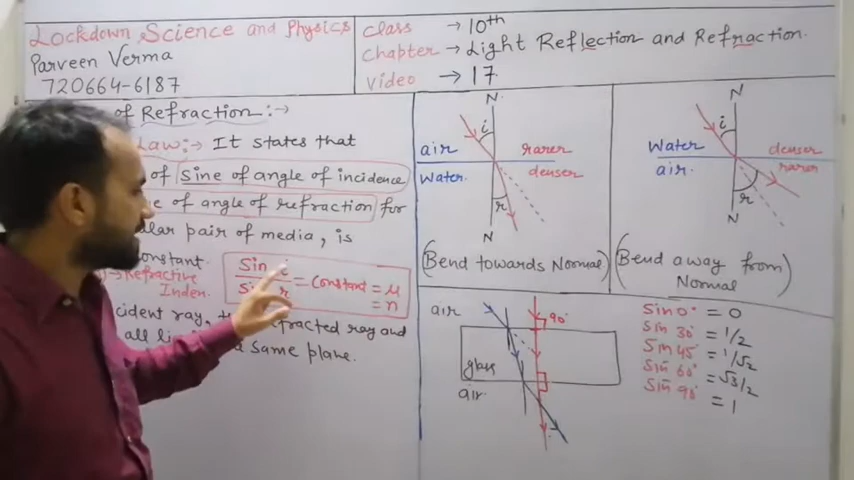 Lockdown Science and Physics
Parveen Verma
720664-6187
Class → 10th
Chapter → Light Reflection and Refraction.
Video → 17
of Refraction :→
Law :→ It states that
of Sine of angle of incidence
e of angle of refraction for
lar pair of media, is
constant.
→ Refractive
Index.
Sin i
= Constant = μ
= n
cident ray, the refracted ray and
all li a same plane.
N
i
air
rarer
Water
denser
r
N
(Bend towards Normal)
N
i
Water
denser
air
rarer
r
N
(Bend away from
Normal)
air
90°
glass
air
Sin 0° = 0
Sin 30° = 1/2
Sin 45° = 1/√2
Sin 60° = √3/2
Sin 90° = 1